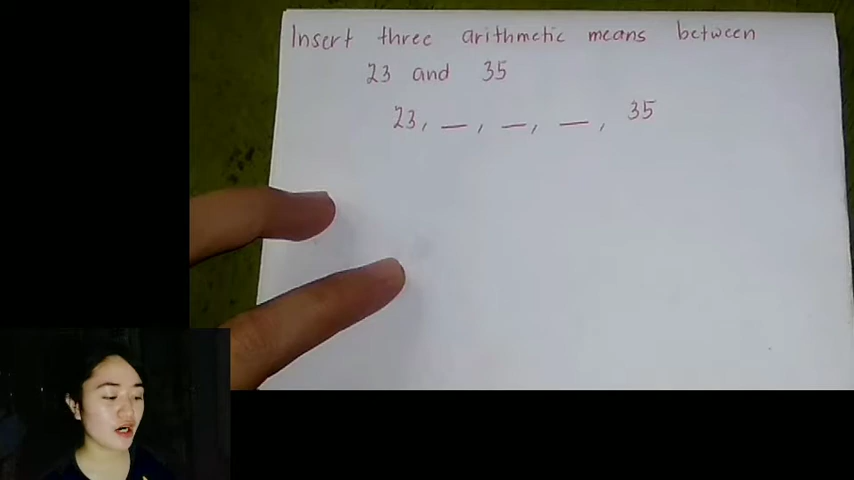 Insert three arithmetic means between
23 and 35
23, __, __, __, 35